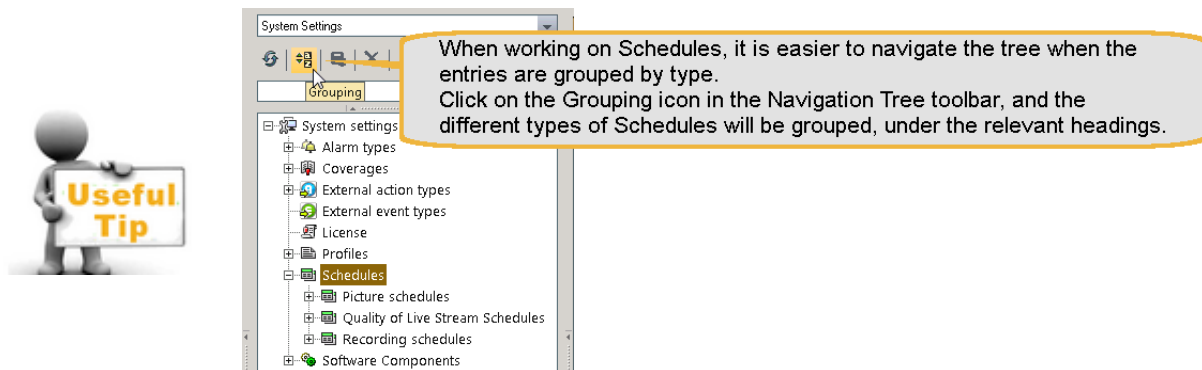 System Settings
When working on Schedules, it is easier to navigate the tree when the
entries are grouped by type.
Click on the Grouping icon in the Navigation Tree toolbar, and the
different types of Schedules will be grouped, under the relevant headings.
Grouping
System settings
Alarm types
Coverages
External action types
External event types
License
Profiles
Schedules
Picture schedules
Quality of Live Stream Schedules
Recording schedules
Software Components
Useful
Tip